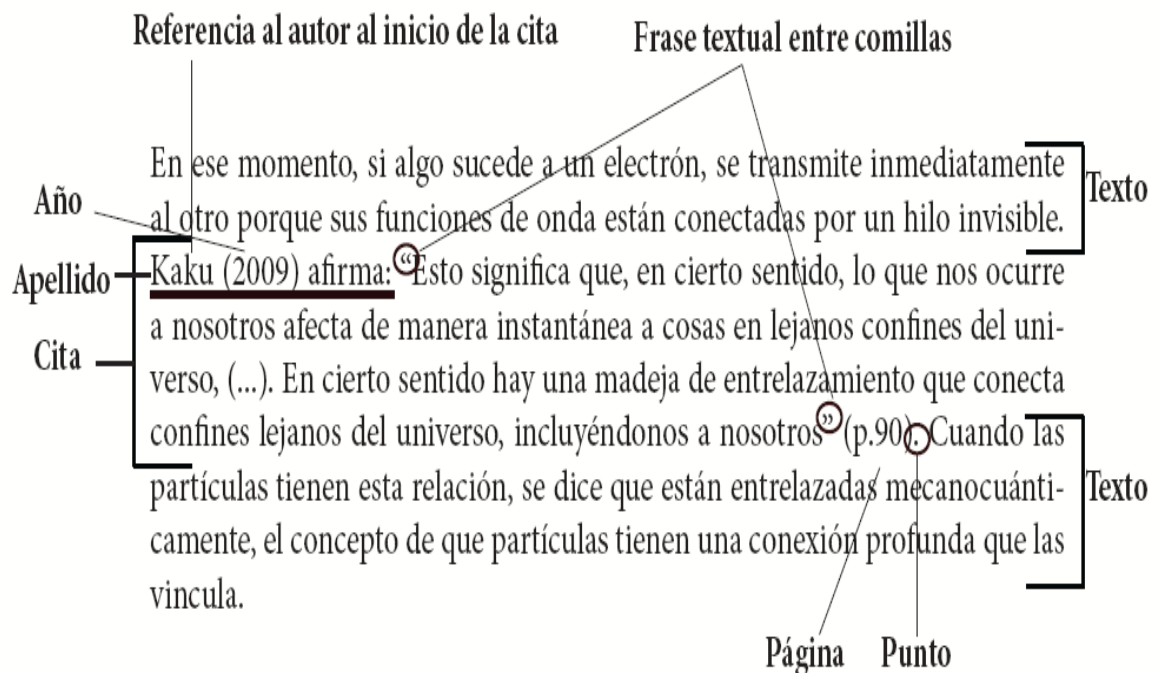 Referencia al autor al inicio de la cita
Frase textual entre comillas
En ese momento, si algo sucede a un electrón, se transmite inmediatamente
al otro porque sus funciones de onda están conectadas por un hilo invisible.
Kaku (2009) afirma: “Esto significa que, en cierto sentido, lo que nos ocurre
a nosotros afecta de manera instantánea a cosas en lejanos confines del uni-
verso, (...). En cierto sentido hay una madeja de entrelazamiento que conecta
confines lejanos del universo, incluyéndonos a nosotros” (p.90). Cuando las
partículas tienen esta relación, se dice que están entrelazadas mecanocuánti-
camente, el concepto de que partículas tienen una conexión profunda que las
vincula.
Año
Apellido
Cita
Texto
Texto
Página
Punto